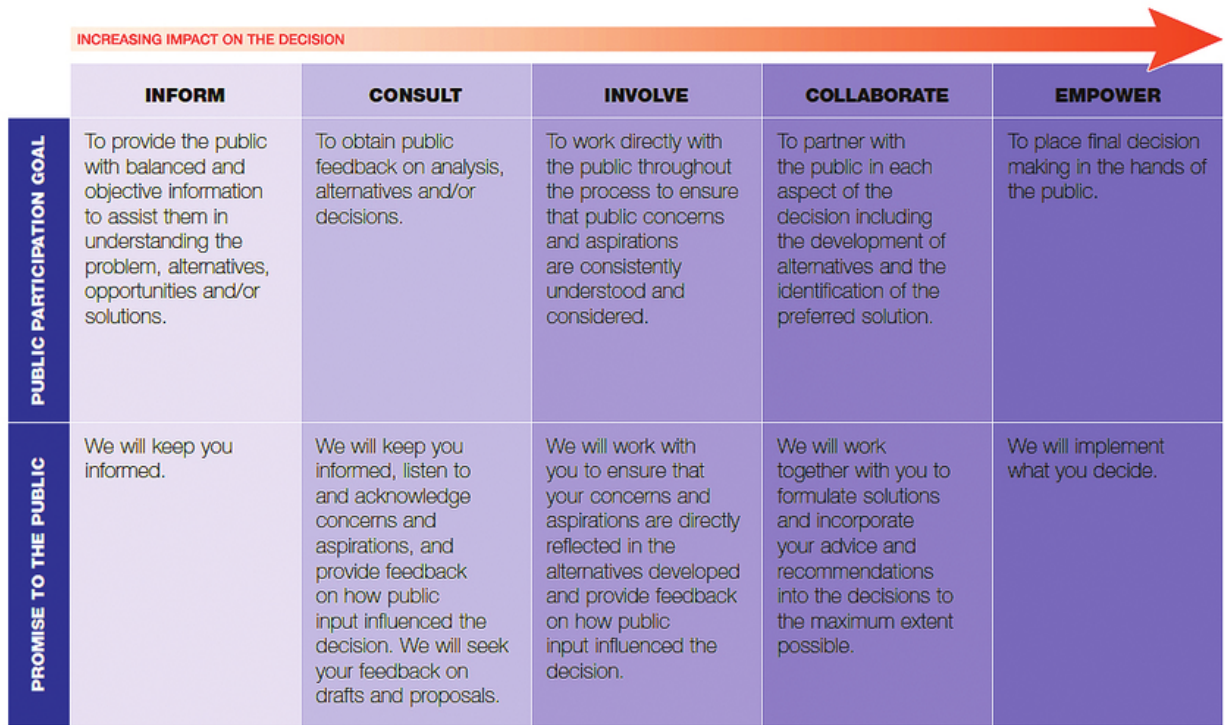 INCREASING IMPACT ON THE DECISION
INFORM
CONSULT
INVOLVE
COLLABORATE
EMPOWER
PUBLIC PARTICIPATION GOAL
To provide the public
with balanced and
objective information
to assist them in
understanding the
problem, alternatives,
opportunities and/or
solutions.
To obtain public
feedback on analysis,
alternatives and/or
decisions.
To work directly with
the public throughout
the process to ensure
that public concerns
and aspirations
are consistently
understood and
considered.
To partner with
the public in each
aspect of the
decision including
the development of
alternatives and the
identification of the
preferred solution.
To place final decision
making in the hands of
the public.
PROMISE TO THE PUBLIC
We will keep you
informed.
We will keep you
informed, listen to
and acknowledge
concerns and
aspirations, and
provide feedback
on how public
input influenced the
decision. We will seek
your feedback on
drafts and proposals.
We will work with
you to ensure that
your concerns and
aspirations are directly
reflected in the
alternatives developed
and provide feedback
on how public
input influenced the
decision.
We will work
together with you to
formulate solutions
and incorporate
your advice and
recommendations
into the decisions to
the maximum extent
possible.
We will implement
what you decide.